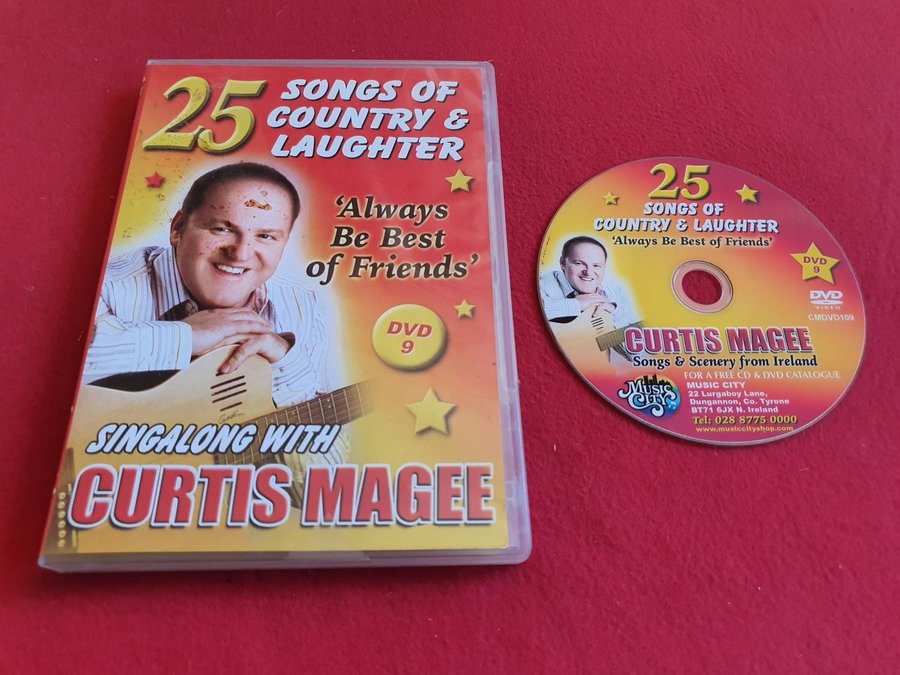 25 SONGS OF
COUNTRY &
LAUGHTER
'Always
Be Best
of Friends'
DVD
9
SINGALONG WITH
CURTIS MAGEE
25
SONGS OF
COUNTRY & LAUGHTER
'Always Be Best of Friends'
DVD
9
DVD
VIDEO
CMDVD109
CURTIS MAGEE
Songs & Scenery from Ireland
FOR A FREE CD & DVD CATALOGUE
MUSIC CITY
MUSIC CITY
22 Lurgaboy Lane,
Dungannon, Co. Tyrone
BT71 6JX N. Ireland
Tel: 028 8775 0000
www.musiccityshop.com